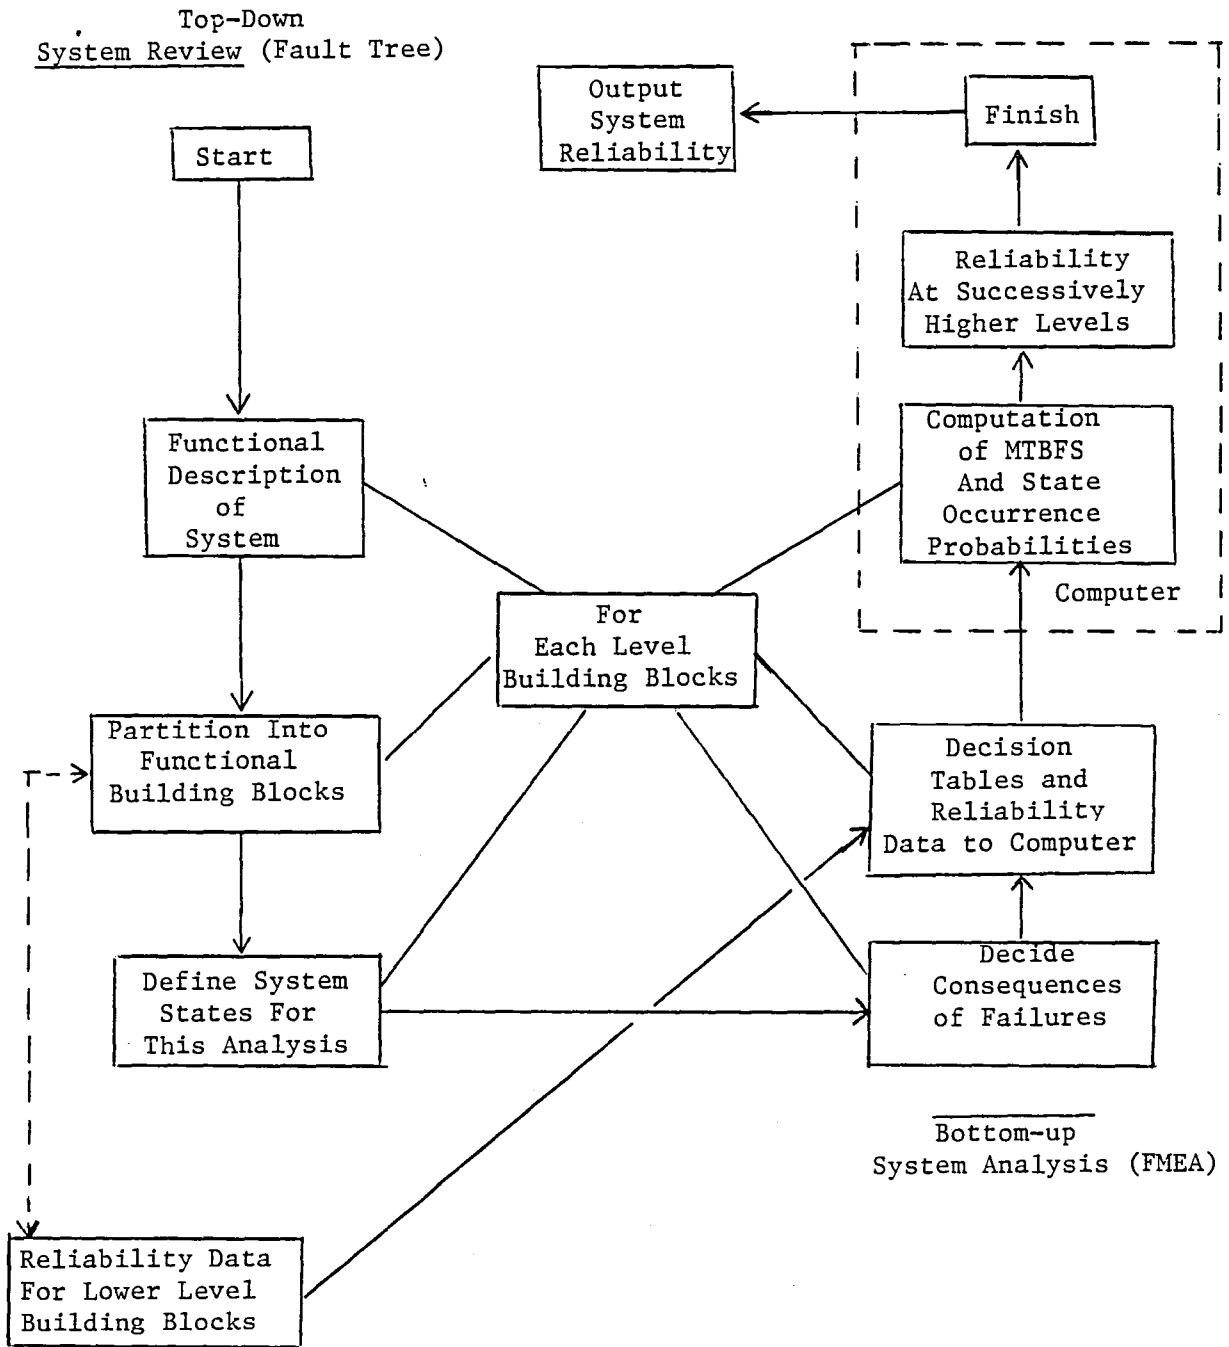 Top-Down
System Review (Fault Tree)
Start
Output
System
Reliability
Finish
Reliability
At Successively
Higher Levels
Functional
Description
of
System
Computation
of MTBFS
And State
Occurrence
Probabilities
Computer
For
Each Level
Building Blocks
Partition Into
Functional
Building Blocks
Decision
Tables and
Reliability
Data to Computer
Define System
States For
This Analysis
Decide
Consequences
of Failures
Bottom-up
System Analysis (FMEA)
Reliability Data
For Lower Level
Building Blocks